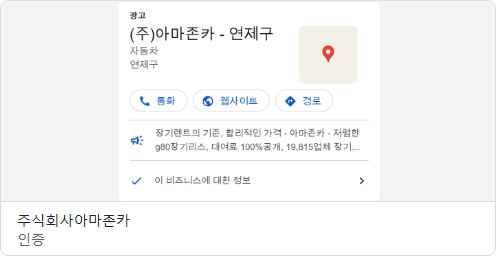 광고
(주)아마존카 - 연제구
자동차
연제구
통화
웹사이트
경로
장기렌트의 기준, 합리적인 가격 - 아마존카 - 저렴한
g80장기리스, 대여료 100%공개, 19,815업체 장기...
이 비즈니스에 대한 정보
주식회사아마존카
인증